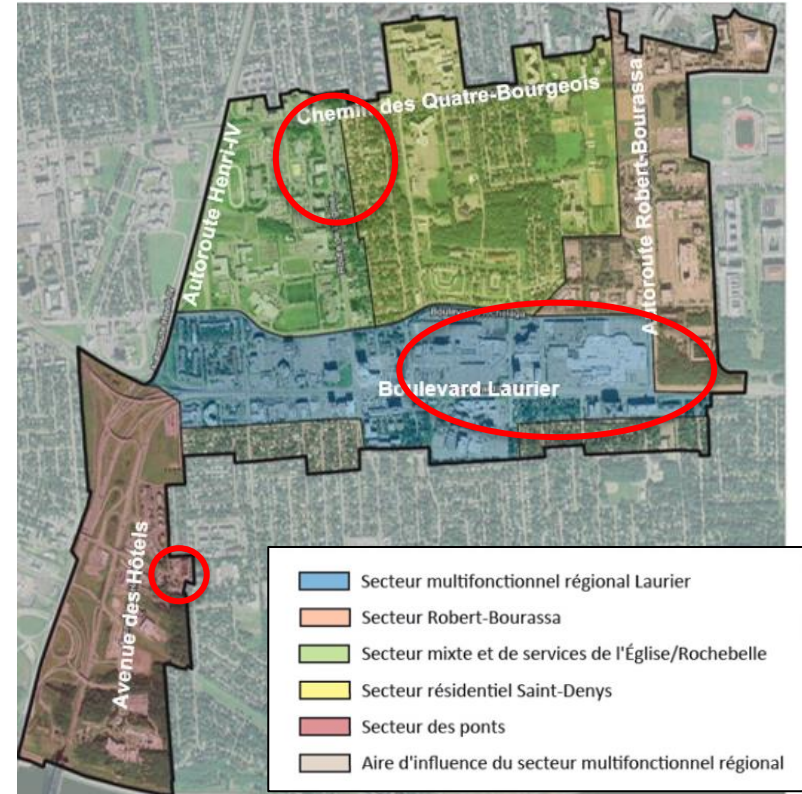 Chemin des Quatre-Bourgeois
Autoroute Henri-IV
Autoroute Robert-Bourassa
Boulevard Laurier
Avenue des Hôtels
Secteur multifonctionnel régional Laurier
Secteur Robert-Bourassa
Secteur mixte et de services de l'Église/Rochebelle
Secteur résidentiel Saint-Denys
Secteur des ponts
Aire d'influence du secteur multifonctionnel régional